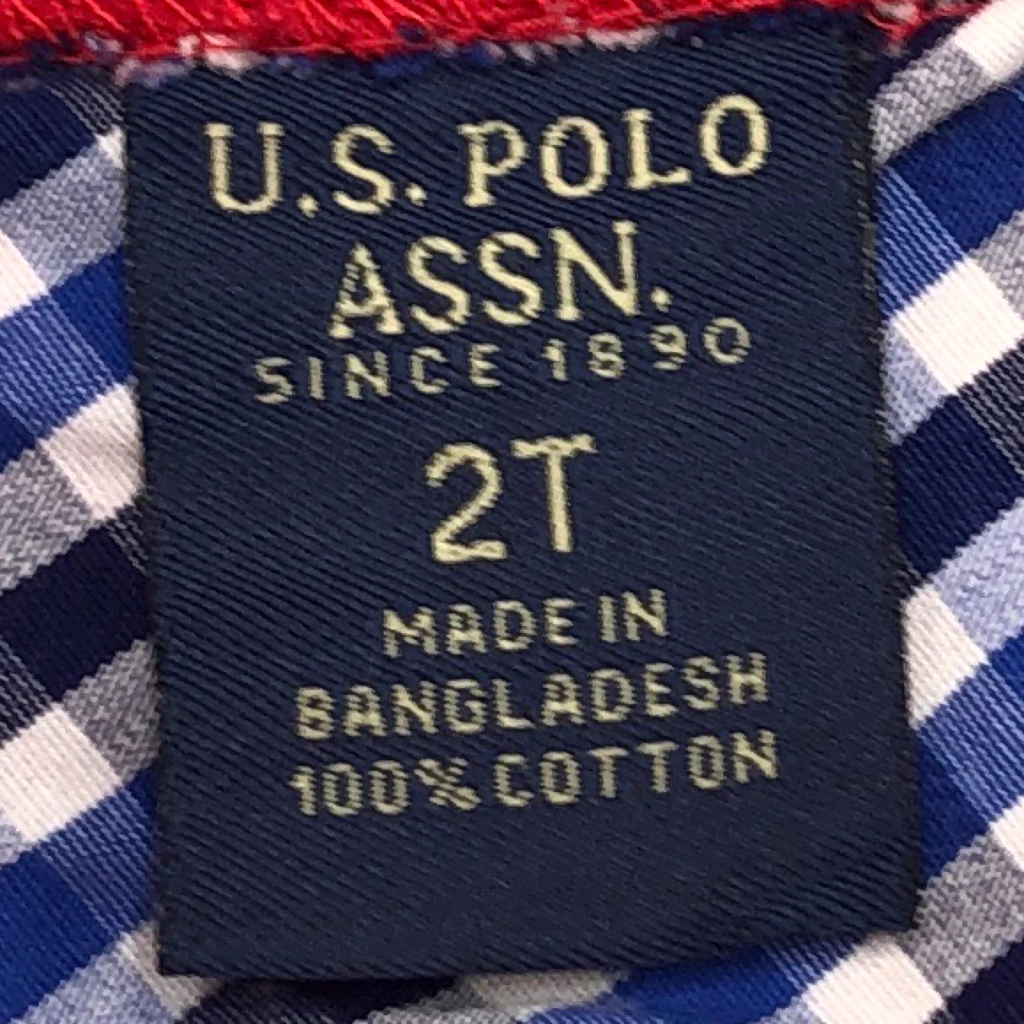 U.S. POLO
ASSN.
SINCE 1890
2T
MADE IN
BANGLADESH
100% COTTON